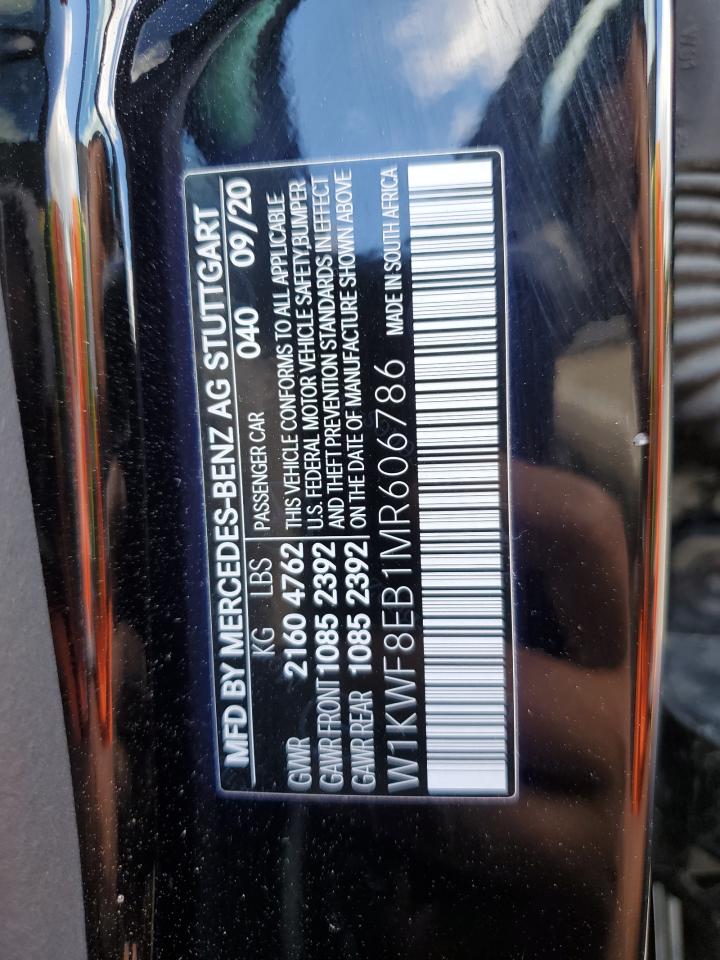 MFD BY MERCEDES-BENZ AG STUTTGART
KG LBS PASSENGER CAR 040 09/20
GVWR 2160 4762 THIS VEHICLE CONFORMS TO ALL APPLICABLE
U.S. FEDERAL MOTOR VEHICLE SAFETY,BUMPER,
GAWR FRONT 1085 2392 AND THEFT PREVENTION STANDARDS IN EFFECT
GAWR REAR 1085 2392 ON THE DATE OF MANUFACTURE SHOWN ABOVE
W1KWF8EB1MR606786 MADE IN SOUTH AFRICA